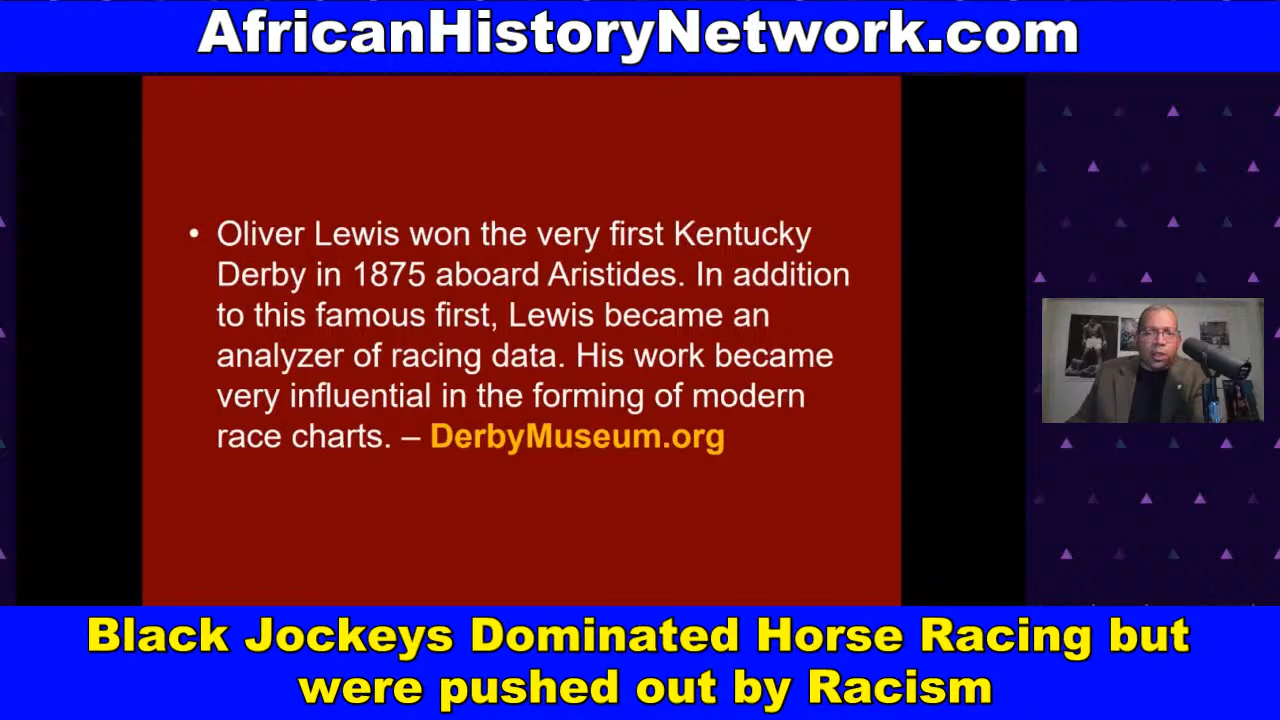 AfricanHistoryNetwork.com
• Oliver Lewis won the very first Kentucky
Derby in 1875 aboard Aristides. In addition
to this famous first, Lewis became an
analyzer of racing data. His work became
very influential in the forming of modern
race charts. – DerbyMuseum.org
Black Jockeys Dominated Horse Racing but
were pushed out by Racism